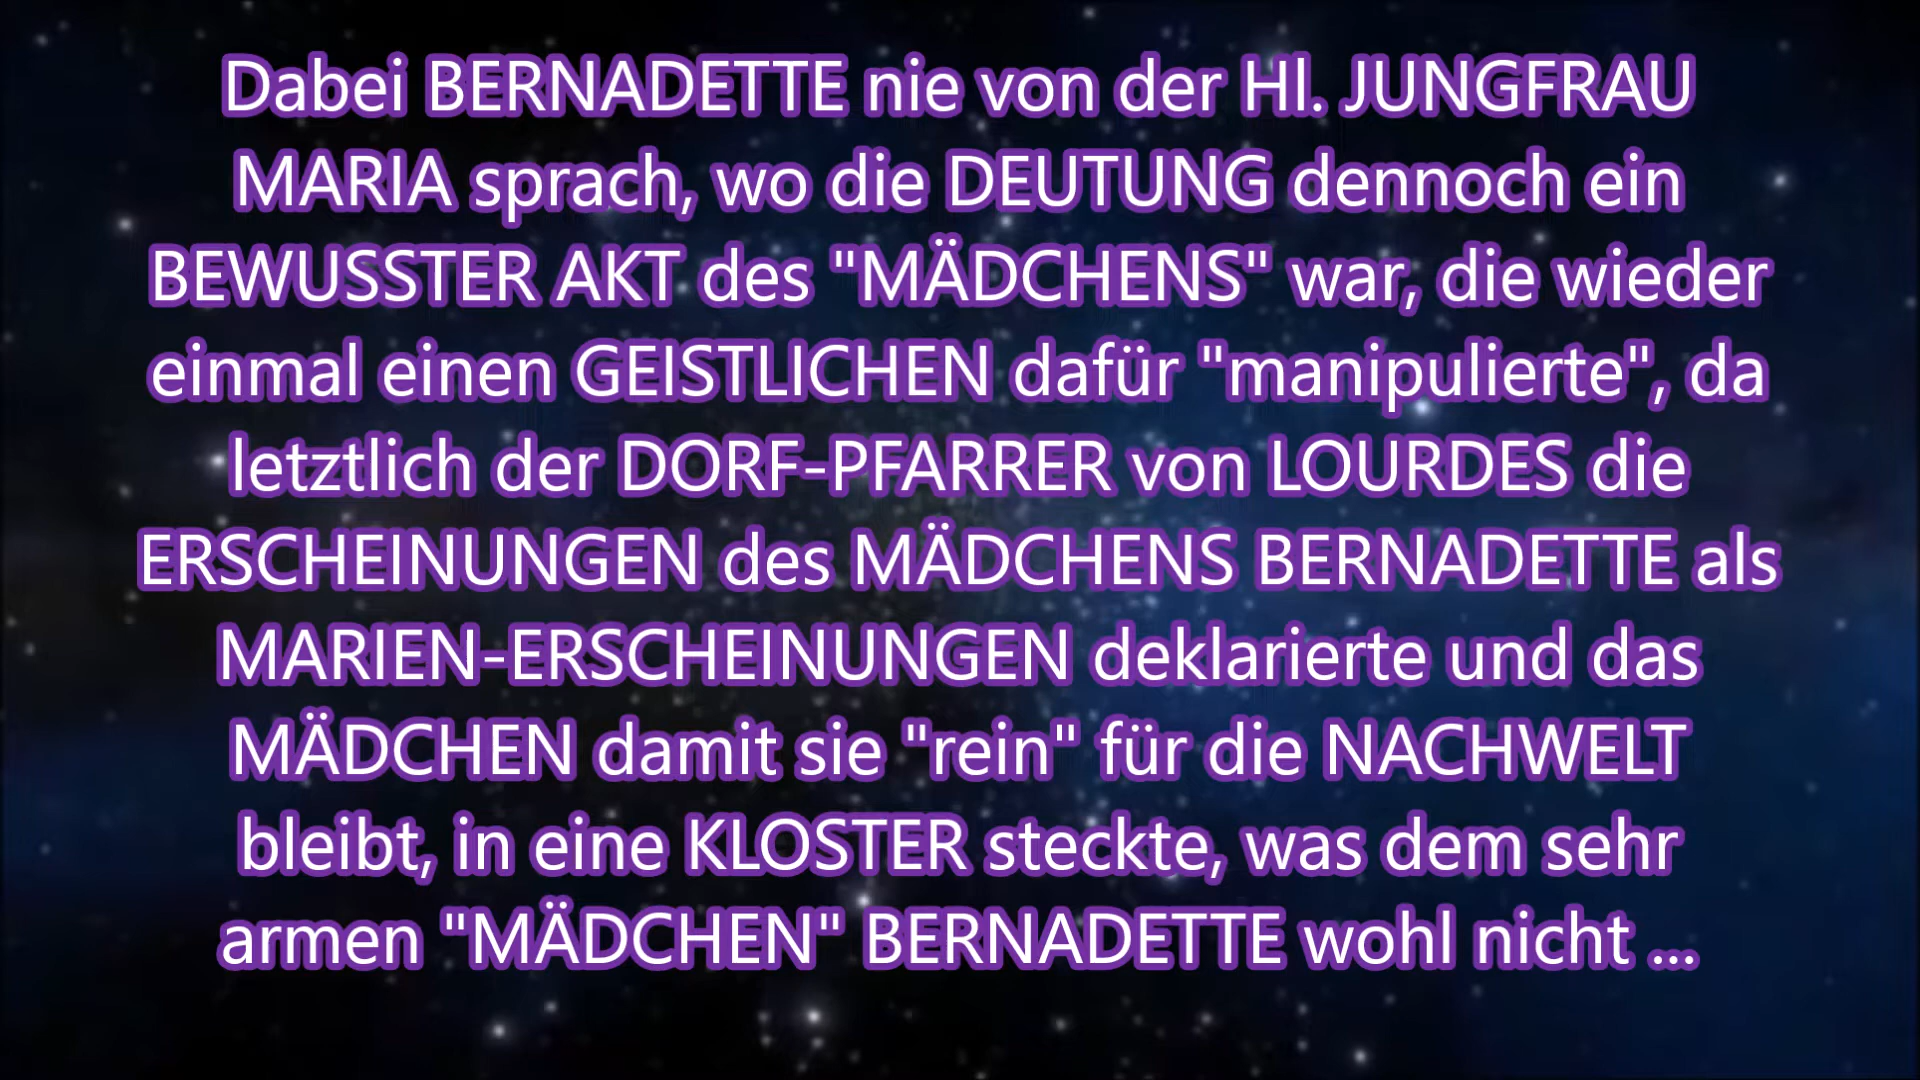 Dabei BERNADETTE nie von der Hl. JUNGFRAU
MARIA sprach, wo die DEUTUNG dennoch ein
BEWUSSTER AKT des "MÄDCHENS" war, die wieder
einmal einen GEISTLICHEN dafür "manipulierte", da
letztlich der DORF-PFARRER von LOURDES die
ERSCHEINUNGEN des MÄDCHENS BERNADETTE als
MARIEN-ERSCHEINUNGEN deklarierte und das
MÄDCHEN damit sie "rein" für die NACHWELT
bleibt, in eine KLOSTER steckte, was dem sehr
armen "MÄDCHEN" BERNADETTE wohl nicht ...